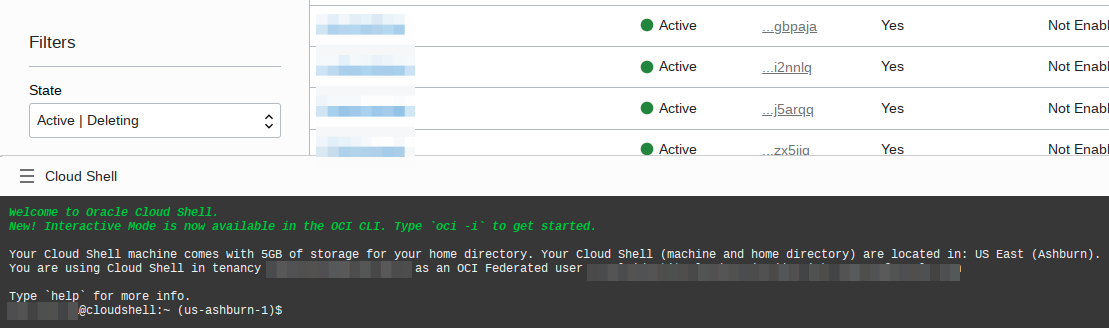 ...gbpaja Active Yes Not Enabl
Filters
Active ...i2nnlq Yes Not Enabl
State
Active | Deleting
Active ...j5arqq Yes Not Enabl
Active ...zx5jiq Yes Not Enabl
Cloud Shell
Welcome to Oracle Cloud Shell.
New! Interactive Mode is now available in the OCI CLI. Type `oci -i` to get started.
Your Cloud Shell machine comes with 5GB of storage for your home directory. Your Cloud Shell (machine and home directory) are located in: US East (Ashburn).
You are using Cloud Shell in tenancy as an OCI Federated user
Type `help` for more info.
@cloudshell:~ (us-ashburn-1)$